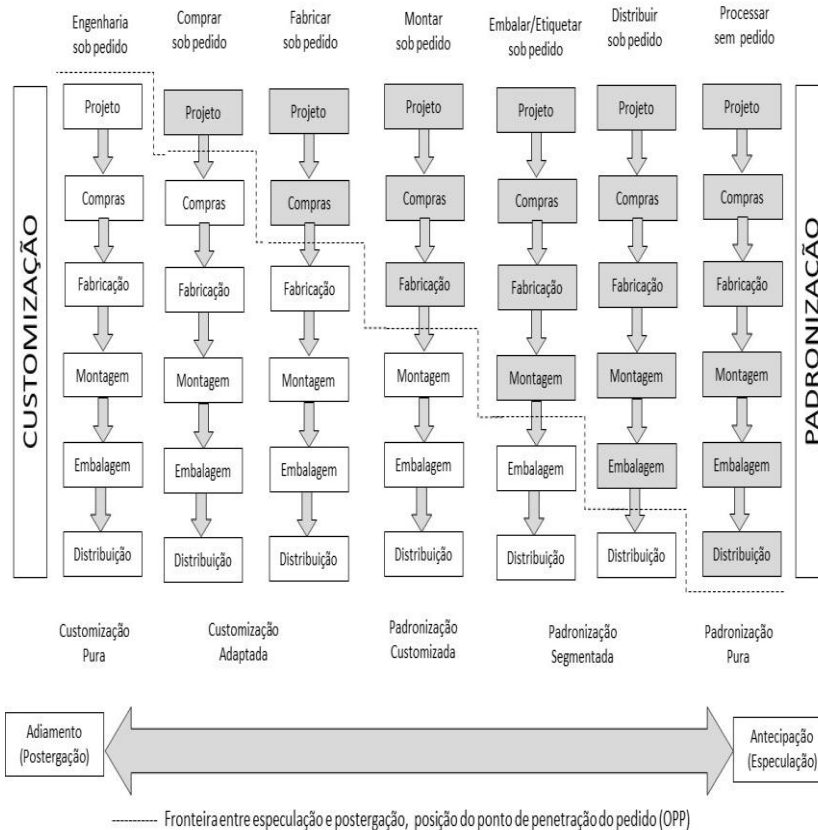 Engenharia
sob pedido
Comprar
sob pedido
Fabricar
sob pedido
Montar
sob pedido
Embalar/Etiquetar
sob pedido
Distribuir
sob pedido
Processar
sem pedido
CUSTOMIZAÇÃO
Projeto
Projeto
Projeto
Projeto
Projeto
Projeto
Projeto
Compras
Compras
Compras
Compras
Compras
Compras
Compras
Fabricação
Fabricação
Fabricação
Fabricação
Fabricação
Fabricação
Fabricação
Montagem
Montagem
Montagem
Montagem
Montagem
Montagem
Montagem
Embalagem
Embalagem
Embalagem
Embalagem
Embalagem
Embalagem
Embalagem
Distribuição
Distribuição
Distribuição
Distribuição
Distribuição
Distribuição
Distribuição
PADRONIZAÇÃO
Customização
Pura
Customização
Adaptada
Padronização
Customizada
Padronização
Segmentada
Padronização
Pura
Adiamento
(Postergação)
Antecipação
(Especulação)
Fronteira entre especulação e postergação, posição do ponto de penetração do pedido (OPP)